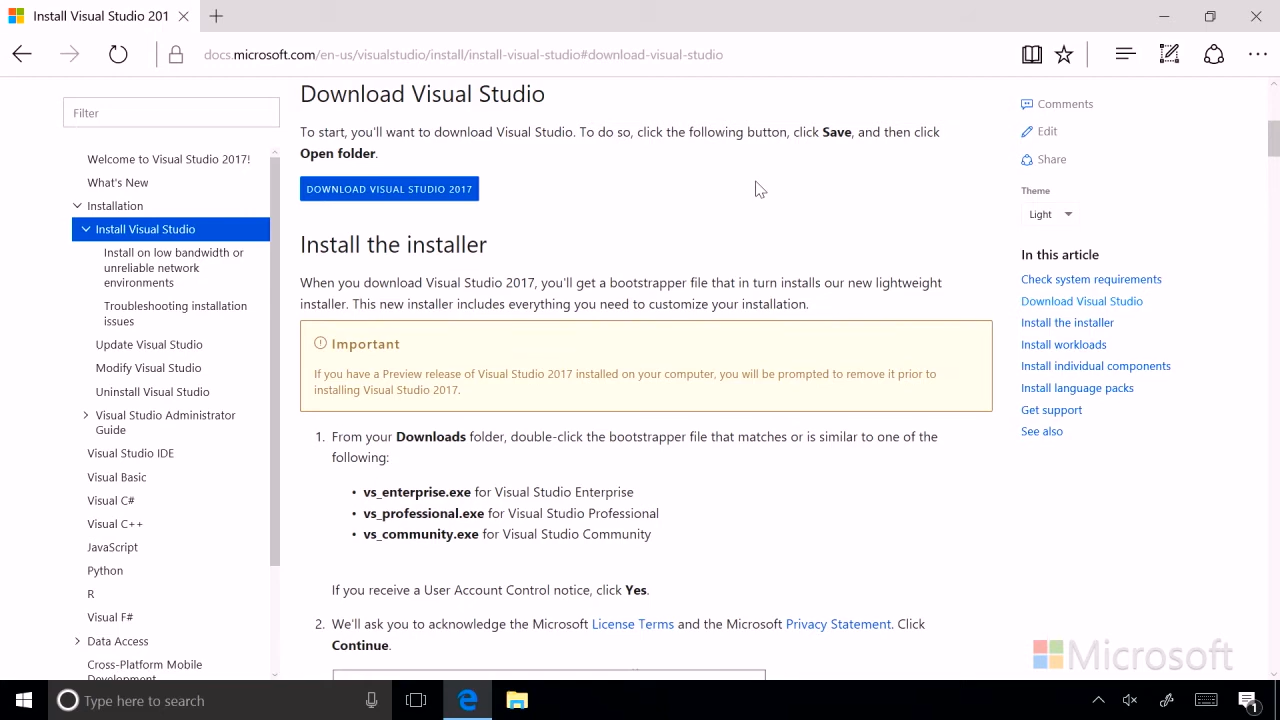 Install Visual Studio 201
docs.microsoft.com/en-us/visualstudio/install/install-visual-studio#download-visual-studio
Filter
Welcome to Visual Studio 2017!
What's New
Installation
Install Visual Studio
Install on low bandwidth or
unreliable network
environments
Troubleshooting installation
issues
Update Visual Studio
Modify Visual Studio
Uninstall Visual Studio
Visual Studio Administrator
Guide
Visual Studio IDE
Visual Basic
Visual C#
Visual C++
JavaScript
Python
R
Visual F#
Data Access
Cross-Platform Mobile
Development
Download Visual Studio
To start, you'll want to download Visual Studio. To do so, click the following button, click Save, and then click
Open folder.
DOWNLOAD VISUAL STUDIO 2017
Install the installer
When you download Visual Studio 2017, you'll get a bootstrapper file that in turn installs our new lightweight
installer. This new installer includes everything you need to customize your installation.
Important
If you have a Preview release of Visual Studio 2017 installed on your computer, you will be prompted to remove it prior to
installing Visual Studio 2017.
1. From your Downloads folder, double-click the bootstrapper file that matches or is similar to one of the
following:
• vs_enterprise.exe for Visual Studio Enterprise
• vs_professional.exe for Visual Studio Professional
• vs_community.exe for Visual Studio Community
If you receive a User Account Control notice, click Yes.
2. We'll ask you to acknowledge the Microsoft License Terms and the Microsoft Privacy Statement. Click
Continue.
Comments
Edit
Share
Theme
Light
In this article
Check system requirements
Download Visual Studio
Install the installer
Install workloads
Install individual components
Install language packs
Get support
See also
Microsoft
Type here to search
1